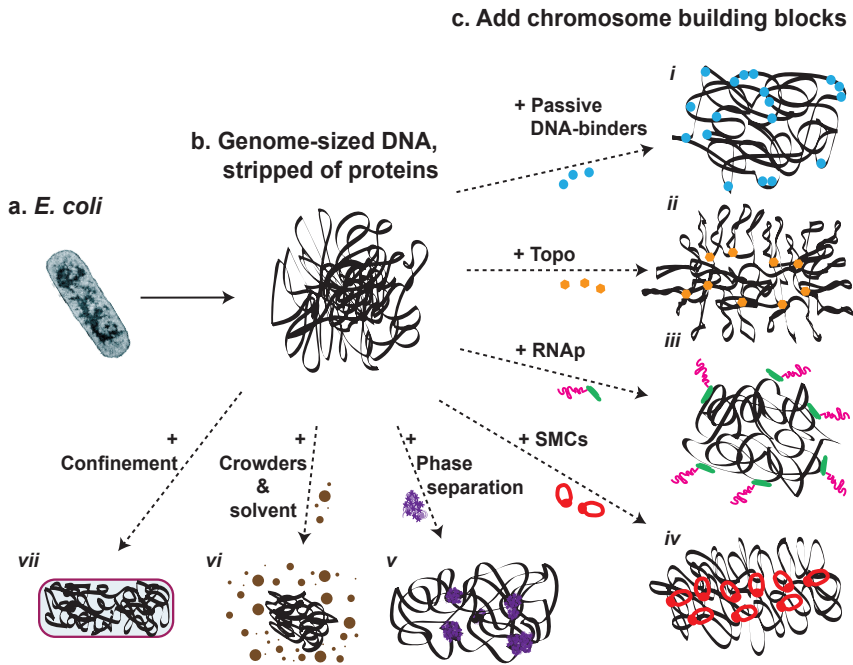 c. Add chromosome building blocks
i
+ Passive
DNA-binders
b. Genome-sized DNA,
stripped of proteins
a. E. coli
ii
+ Topo
iii
+ RNAp
+
Confinement
+
Crowders
&
solvent
+
Phase
separation
+ SMCs
vii
vi
v
iv